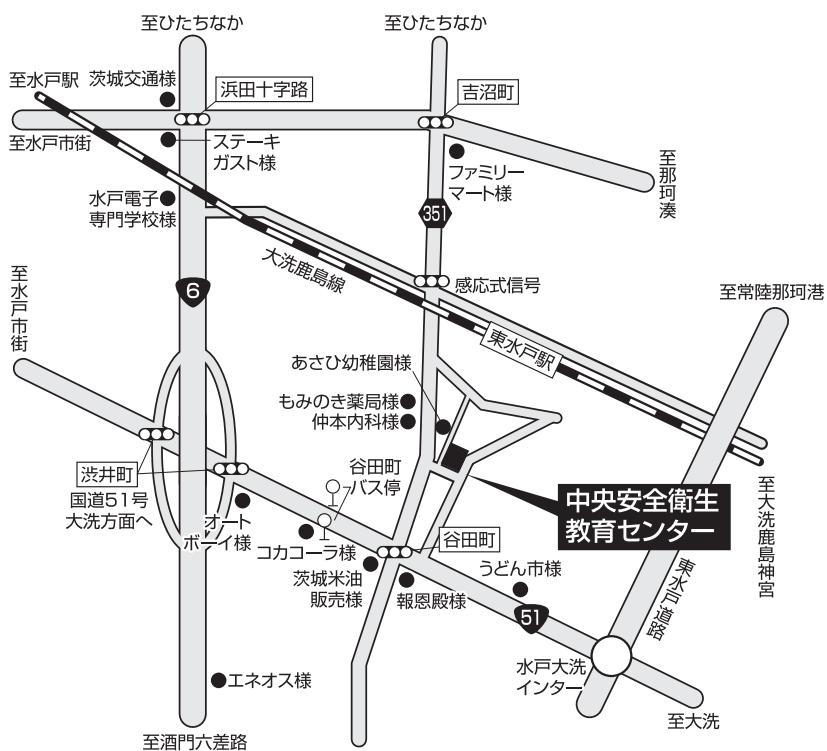 至ひたちなか
至ひたちなか
至水戸駅
茨城交通様
浜田十字路
吉沼町
至水戸市街
ステーキ
ガスト様
ファミリー
マート様
至那珂湊
水戸電子
専門学校様
351
大洗鹿島線
感応式信号
至水戸市街
6
至常陸那珂港
東水戸駅
あさひ幼稚園様
もみのき薬局様
仲本内科様
渋井町
国道51号
大洗方面へ
谷田町
バス停
中央安全衛生
教育センター
至大洗鹿島神宮
オート
ボーイ様
コカコーラ様
谷田町
茨城米油
販売様
報恩殿様
うどん市様
51
東水戸道路
水戸大洗
インター
エネオス様
至大洗
至酒門六差路